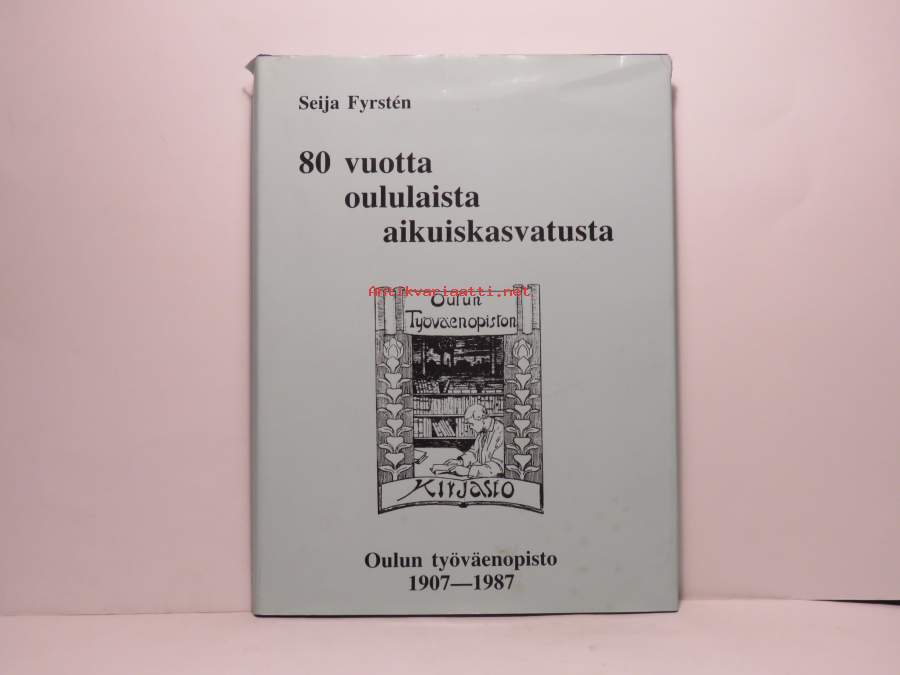 Seija Fyrstén
80 vuotta
oululaista
aikuiskasvatusta
Antikvariaatti.net
Oulun
Työväenopiston
Kirjasto
Oulun työväenopisto
1907—1987